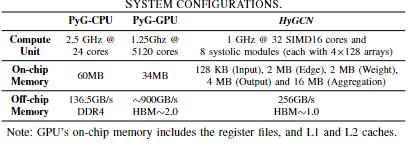 SYSTEM CONFIGURATIONS.
PyG-CPU PyG-GPU HyGCN
Compute Unit 2.5 GHz @ 24 cores 1.25Ghz @ 5120 cores 1 GHz @ 32 SIMD16 cores and 8 systolic modules (each with 4×128 arrays)
On-chip Memory 60MB 34MB 128 KB (Input), 2 MB (Edge), 2 MB (Weight), 4 MB (Output) and 16 MB (Aggregation)
Off-chip Memory 136.5GB/s DDR4 ~900GB/s HBM~2.0 256GB/s HBM~1.0
Note: GPU's on-chip memory includes the register files, and L1 and L2 caches.